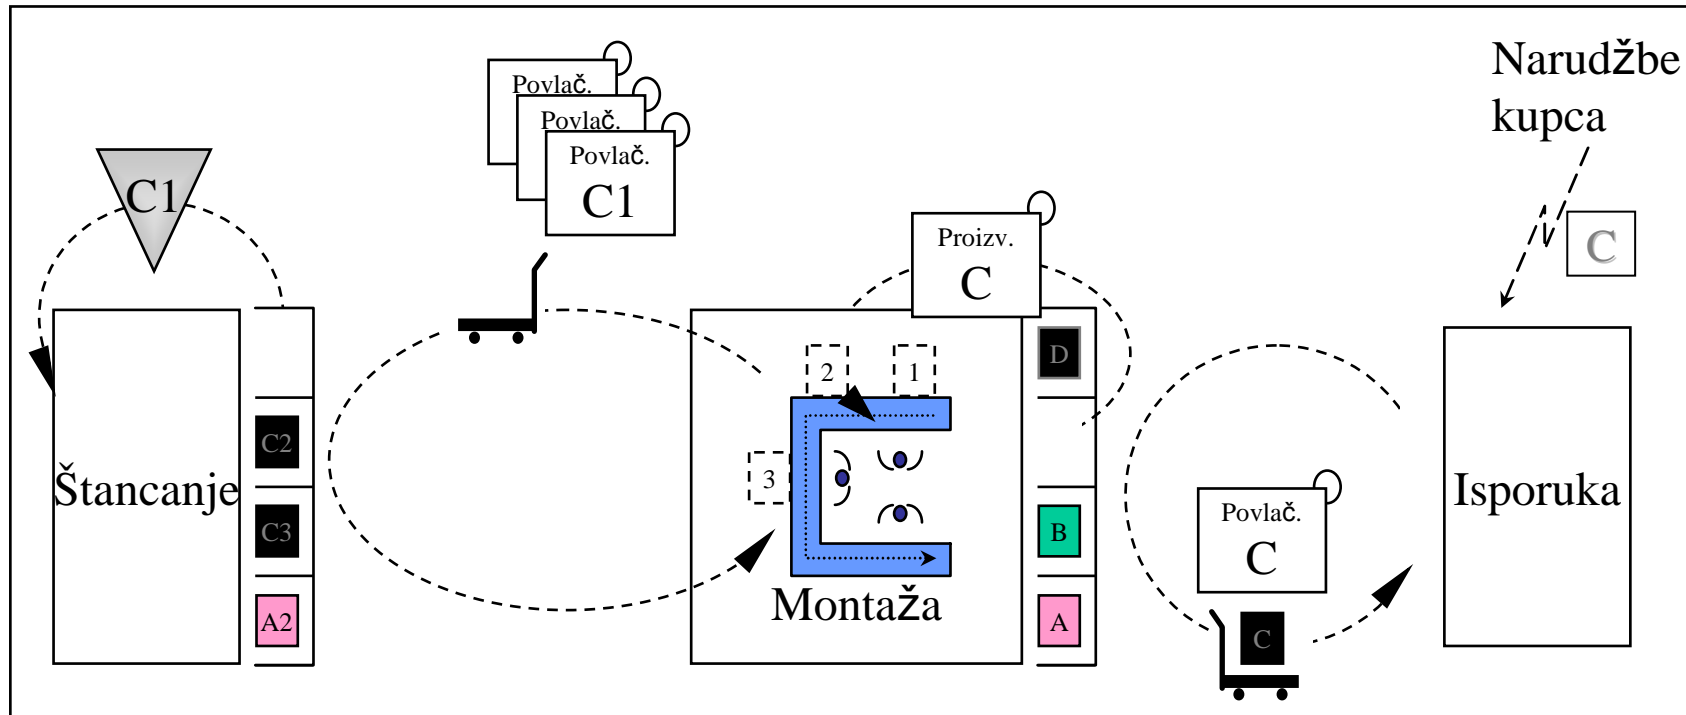 Narudžbe
kupca
C
Povlač.
Povlač.
Povlač.
C1
C1
Proizv.
C
D
2
1
3
C2
C3
A2
Štancanje
B
A
Montaža
Povlač.
C
C
Isporuka